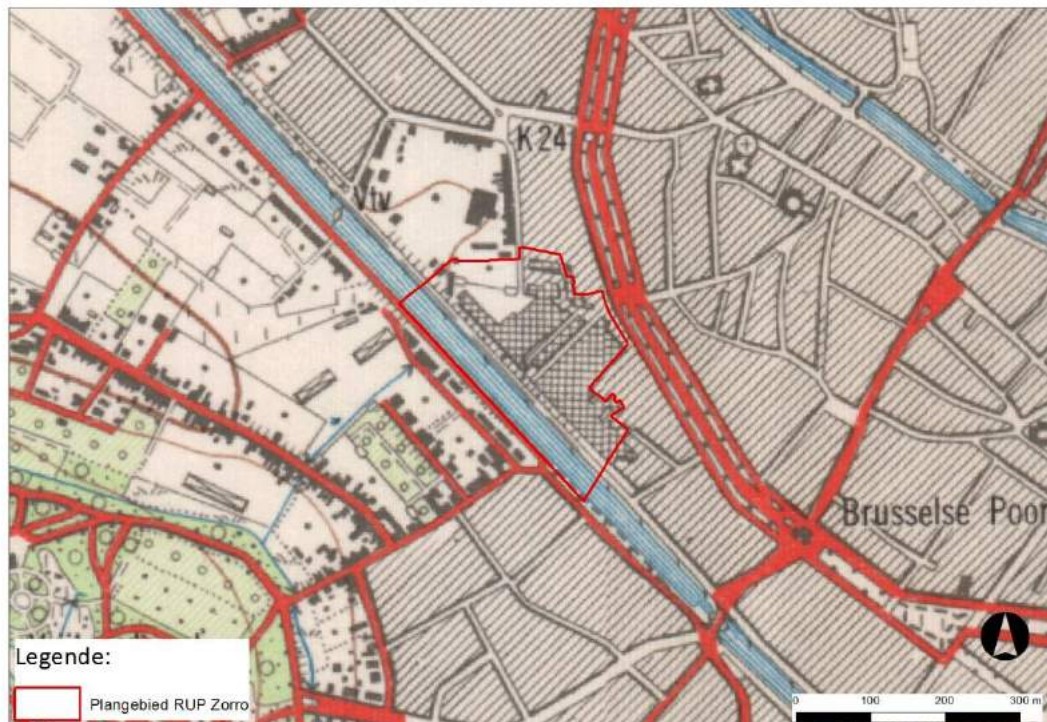 K 24
Vtv
Brusselse Poor
Legende:
Plangebied RUP Zorro
0 100 200 300 m